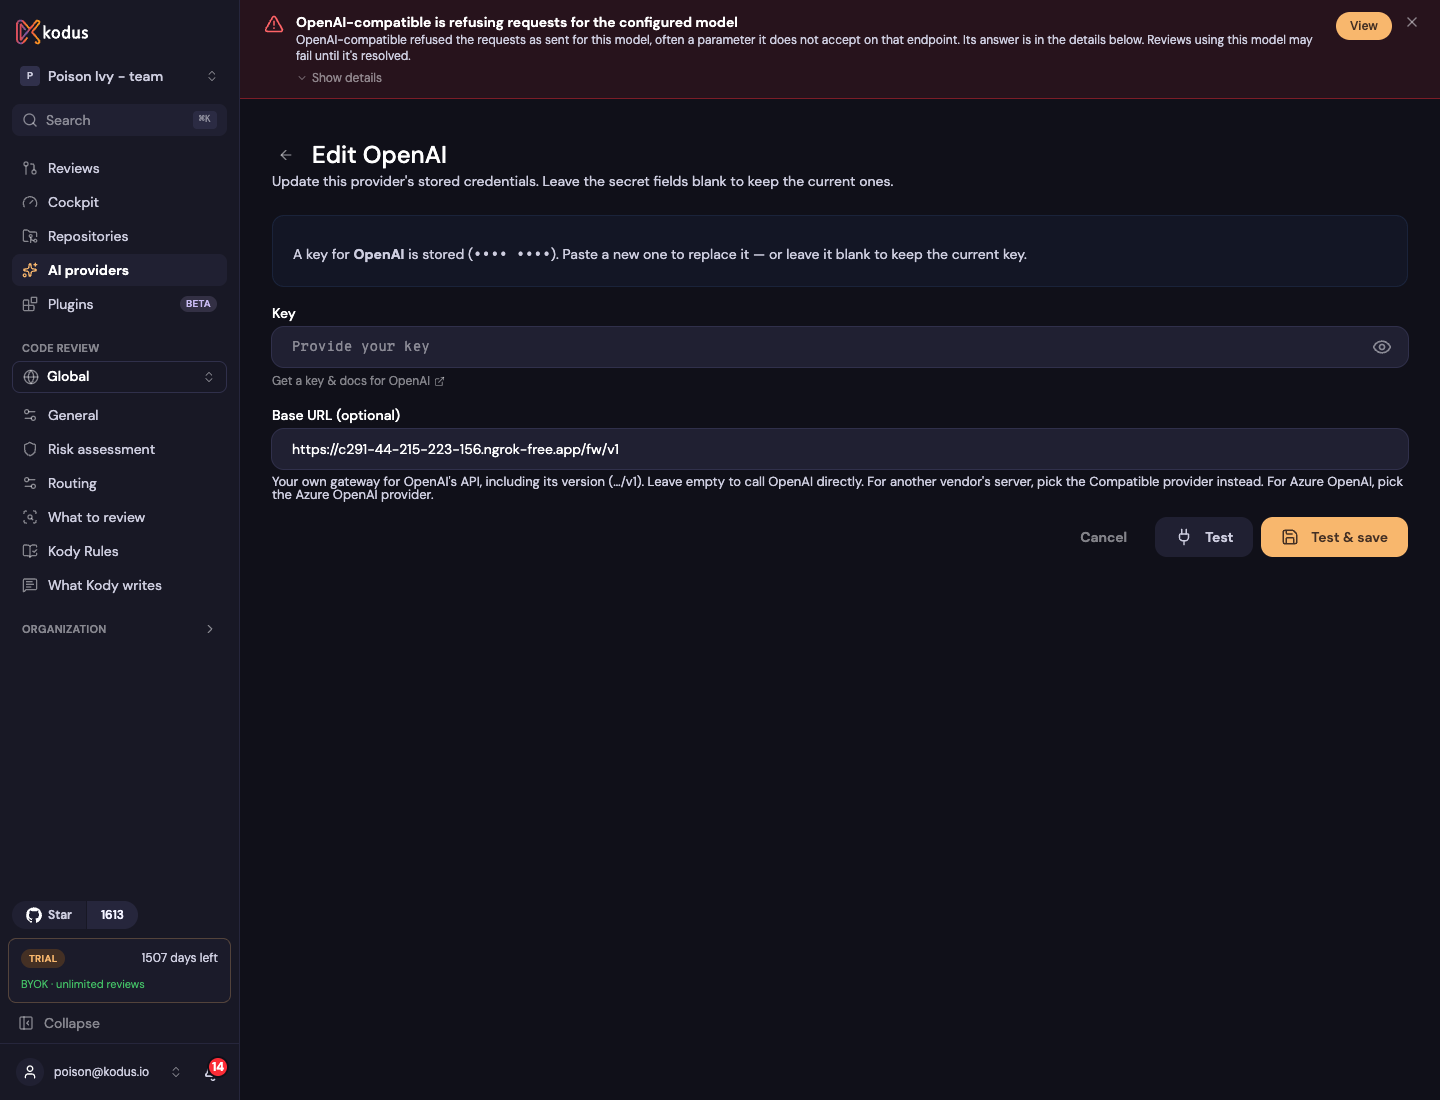 kodus
P Poison Ivy - team
Search ⌘K
Reviews
Cockpit
Repositories
AI providers
Plugins BETA
CODE REVIEW
Global
General
Risk assessment
Routing
What to review
Kody Rules
What Kody writes
ORGANIZATION
Star 1613
TRIAL 1507 days left
BYOK · unlimited reviews
Collapse
poison@kodus.io 14
OpenAI-compatible is refusing requests for the configured model
OpenAI-compatible refused the requests as sent for this model, often a parameter it does not accept on that endpoint. Its answer is in the details below. Reviews using this model may
fail until it's resolved.
Show details
View
Edit OpenAI
Update this provider's stored credentials. Leave the secret fields blank to keep the current ones.
A key for OpenAI is stored (•••• ••••). Paste a new one to replace it — or leave it blank to keep the current key.
Key
Provide your key
Get a key & docs for OpenAI
Base URL (optional)
https://c291-44-215-223-156.ngrok-free.app/fw/v1
Your own gateway for OpenAI's API, including its version (…/v1). Leave empty to call OpenAI directly. For another vendor's server, pick the Compatible provider instead. For Azure OpenAI, pick
the Azure OpenAI provider.
Cancel
Test
Test & save